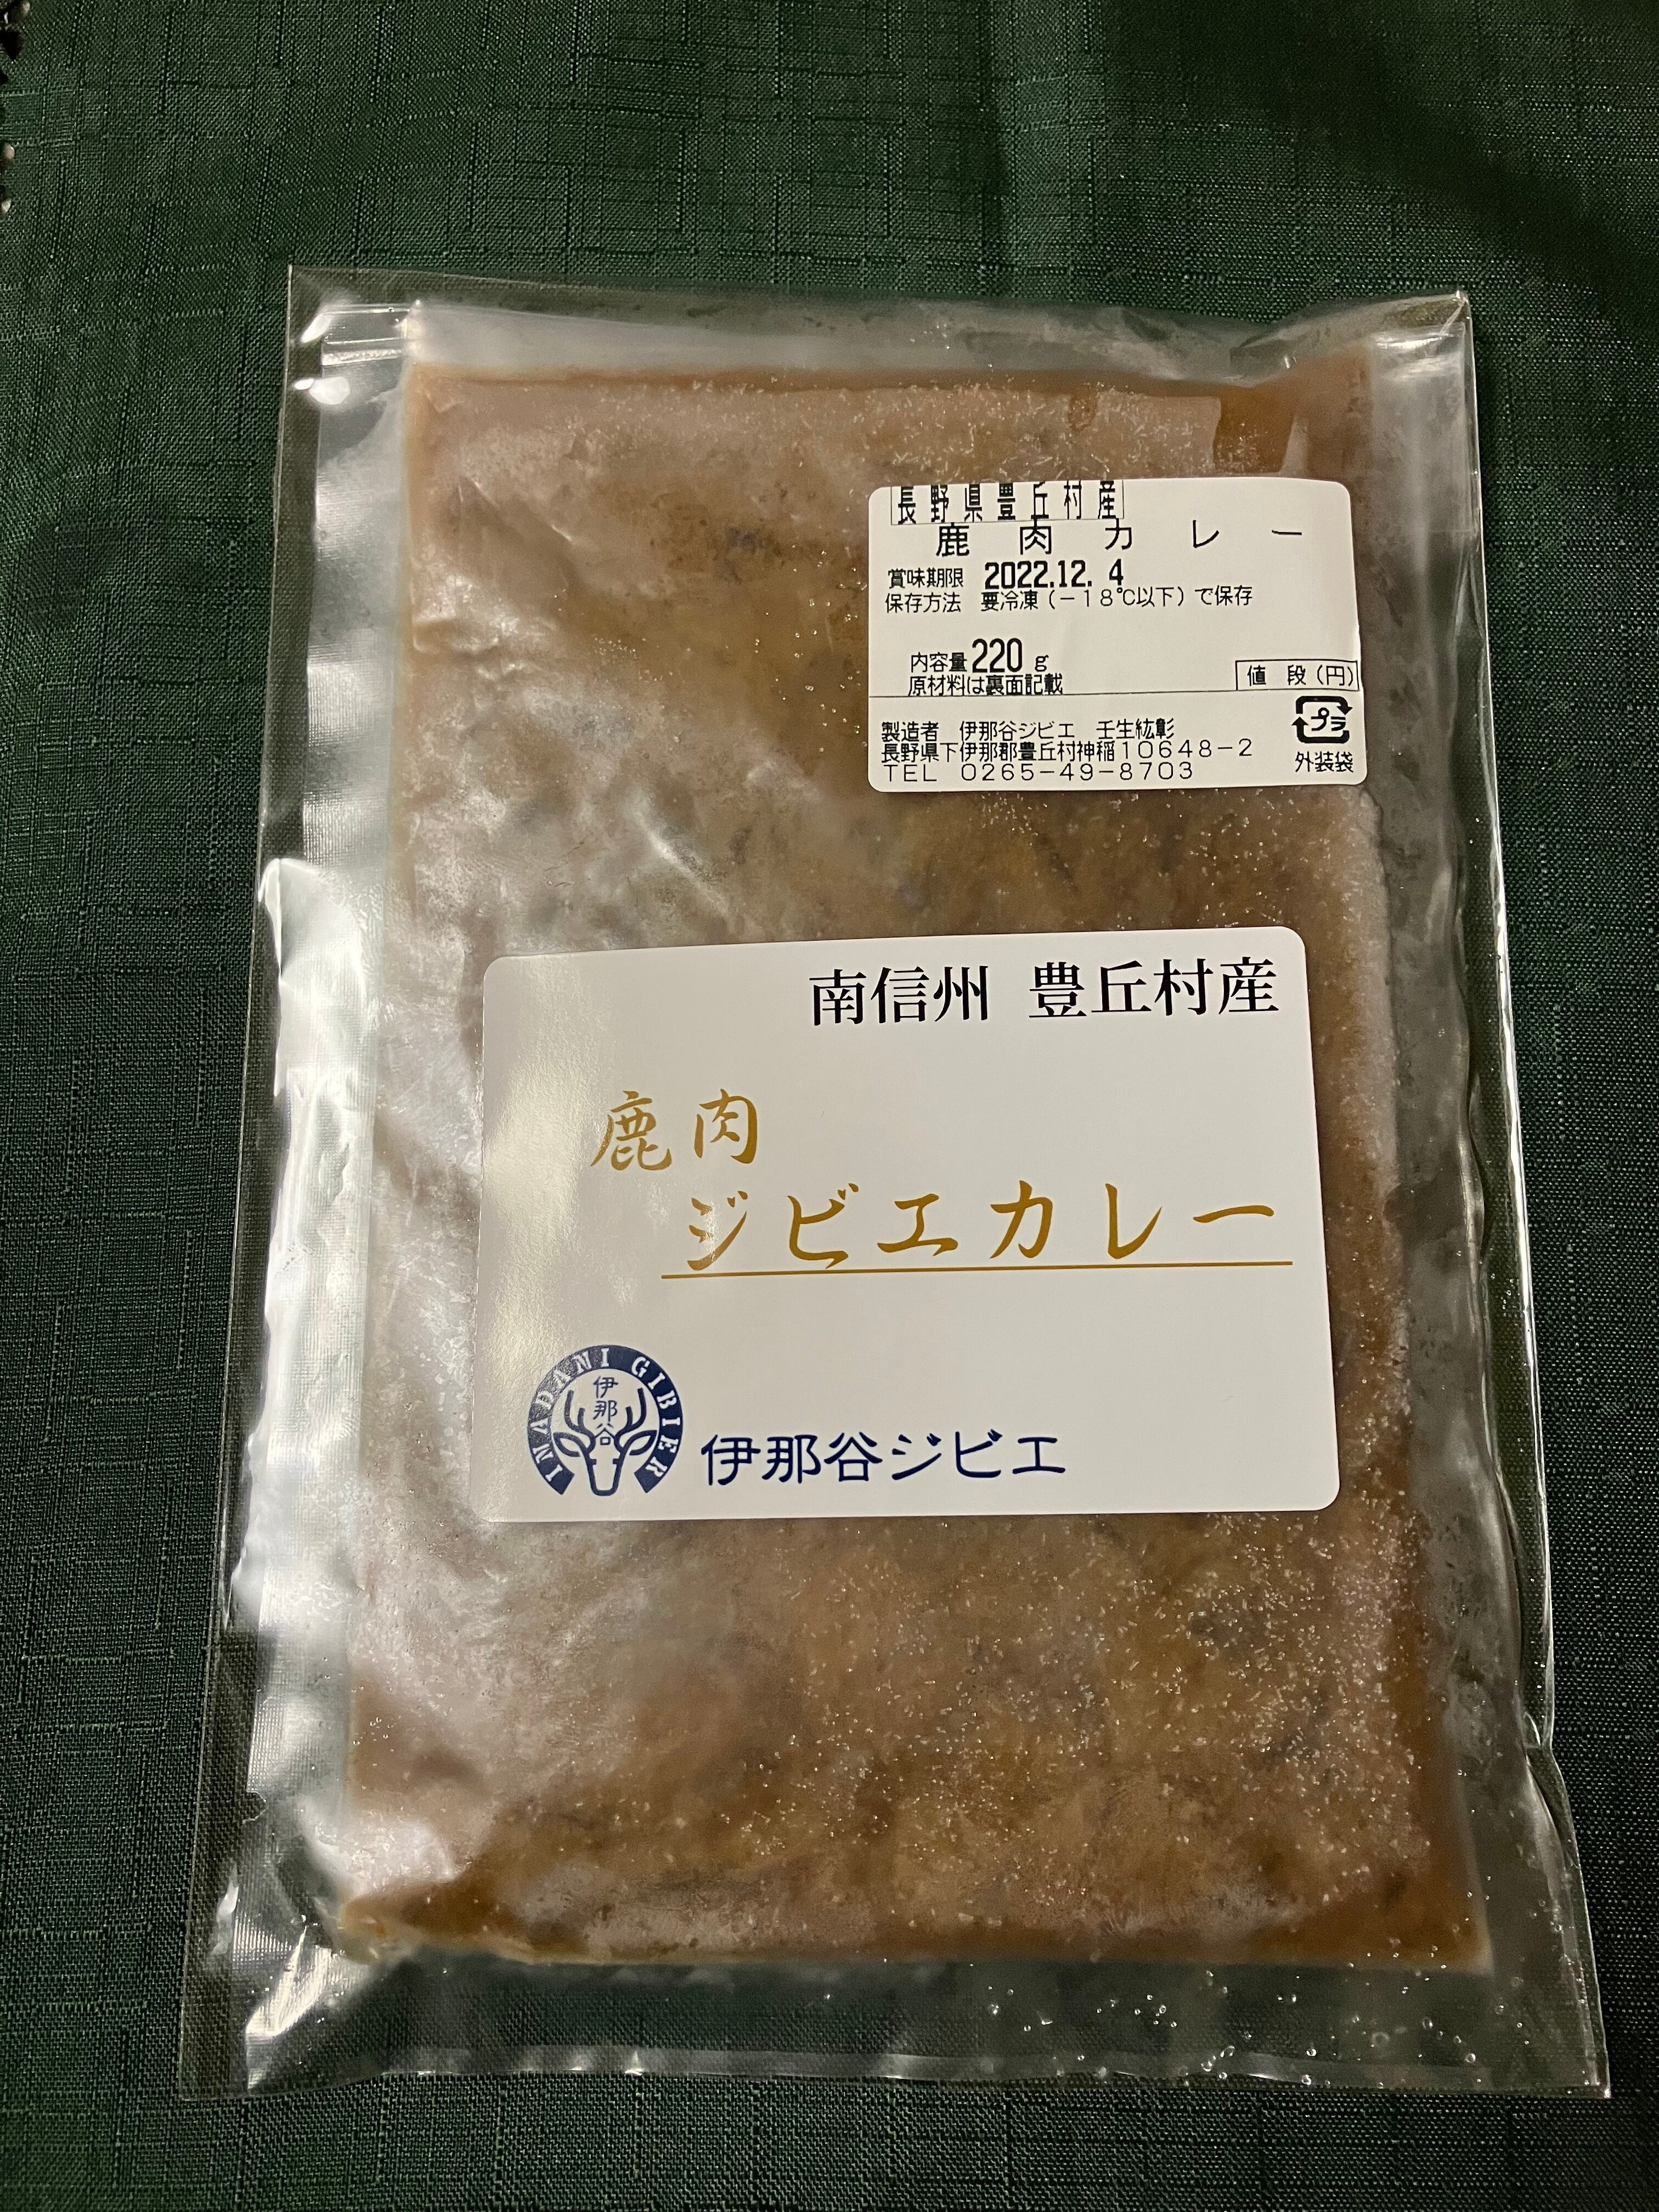 長野県豊丘村産
鹿肉カレー
賞味期限 2022.12. 4
保存方法 要冷凍(－18℃以下)で保存
内容量220g
原材料は裏面記載
値段(円)
製造者 伊那谷ジビエ 壬生紘彰
長野県下伊那郡豊丘村神稲10648－2
TEL 0265－49－8703
プラ
外装袋
南信州 豊丘村産
鹿肉
ジビエカレー
INADANI GIBIER
伊那谷
伊那谷ジビエ